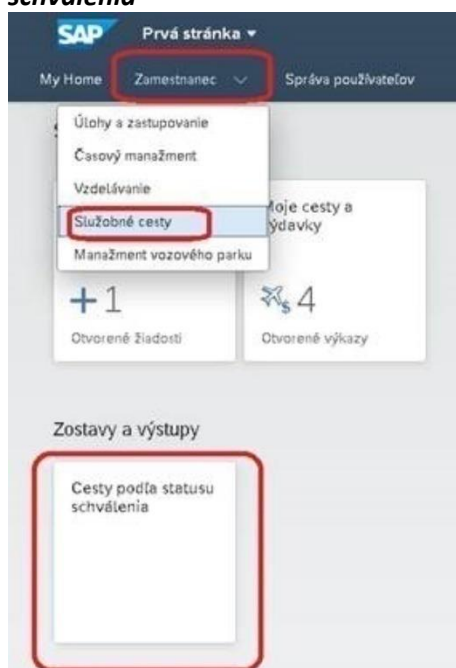 schválenia
SAP Prvá stránka
My Home Zamestnanec Správa používateľov
Úlohy a zastupovanie
Časový manažment
Vzdelávanie
Služobné cesty
Manažment vozového parku
Moje cesty a
výdavky
+1
4
Otvorené žiadosti
Otvorené výkazy
Zostavy a výstupy
Cesty podľa statusu
schválenia